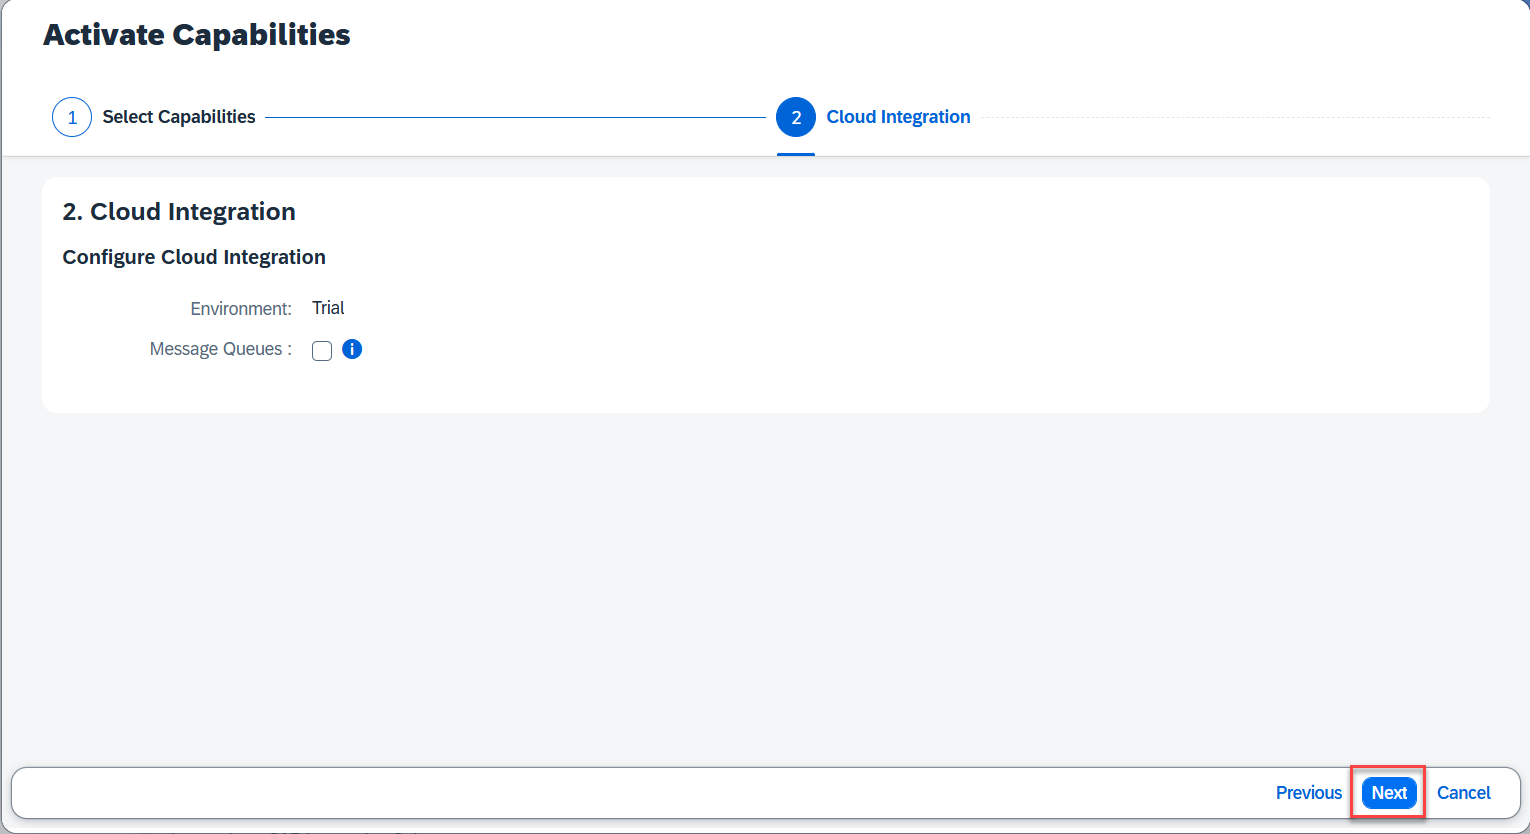 Activate Capabilities
1 Select Capabilities 2 Cloud Integration
2. Cloud Integration
Configure Cloud Integration
Environment: Trial
Message Queues : i
Previous Next Cancel